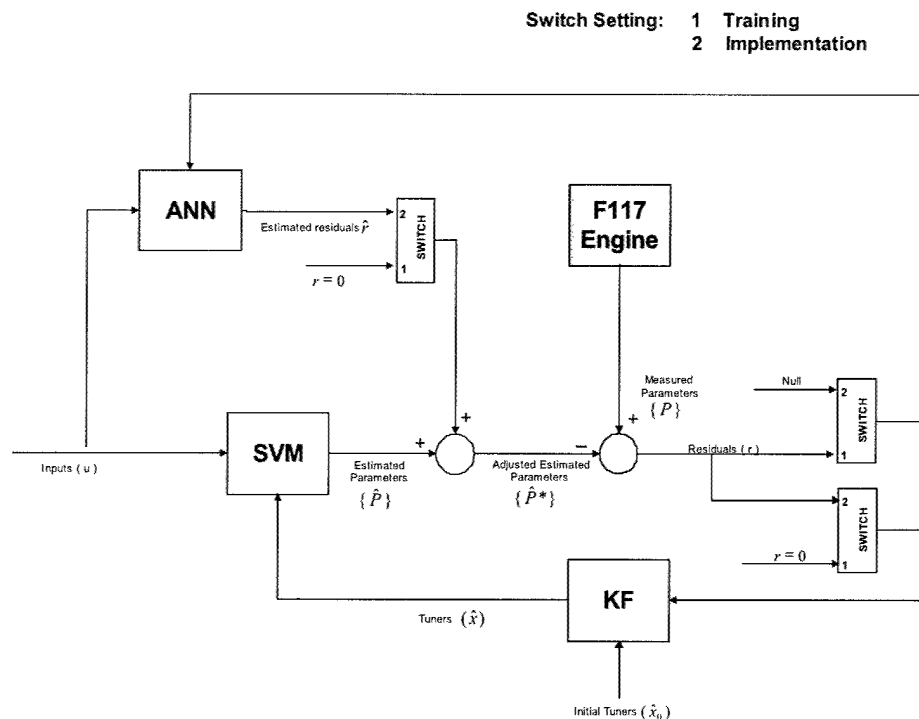 Switch Setting: 1 Training
2 Implementation
ANN
Estimated residuals r̂
2
SWITCH
1
r = 0
F117
Engine
Measured
Parameters
{P}
+
Null
2
SWITCH
1
Inputs ( u )
SVM
+
+
Estimated
Parameters
{P̂}
−
Adjusted Estimated
Parameters
{P̂*}
Residuals ( r )
2
SWITCH
1
r = 0
KF
Tuners (x̂)
Initial Tuners (x̂₀)